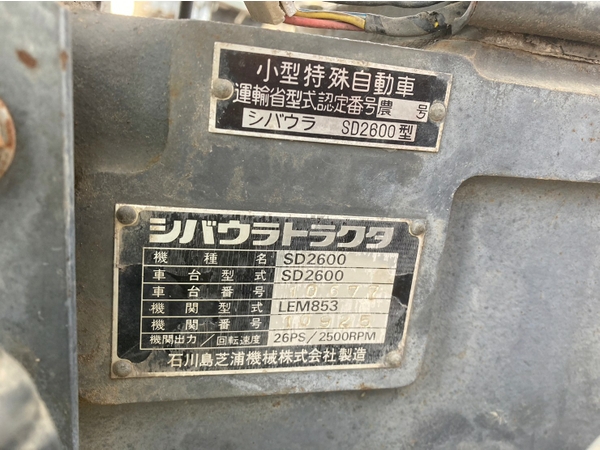 小型特殊自動車
運輸省型式認定番号農 号
シバウラ SD2600型
シバウラトラクタ
機種名 SD2600
車台型式 SD2600
車台番号
機関型式 LEM853
機関番号
機関出力/回転速度 26PS/2500RPM
石川島芝浦機械株式会社製造